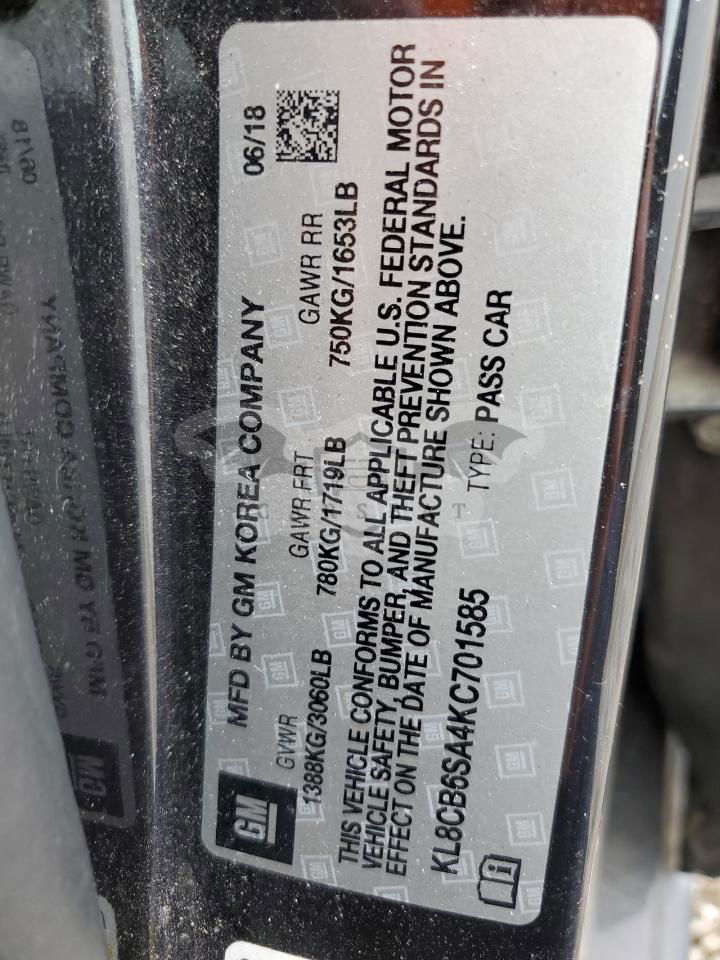 GM
MFD BY GM KOREA COMPANY 06/18
GVWR GAWR FRT GAWR RR
1388KG/3060LB 780KG/1719LB 750KG/1653LB
THIS VEHICLE CONFORMS TO ALL APPLICABLE U.S. FEDERAL MOTOR
VEHICLE SAFETY, BUMPER, AND THEFT PREVENTION STANDARDS IN
EFFECT ON THE DATE OF MANUFACTURE SHOWN ABOVE.
KL8CB6SA4KC701585 TYPE: PASS CAR